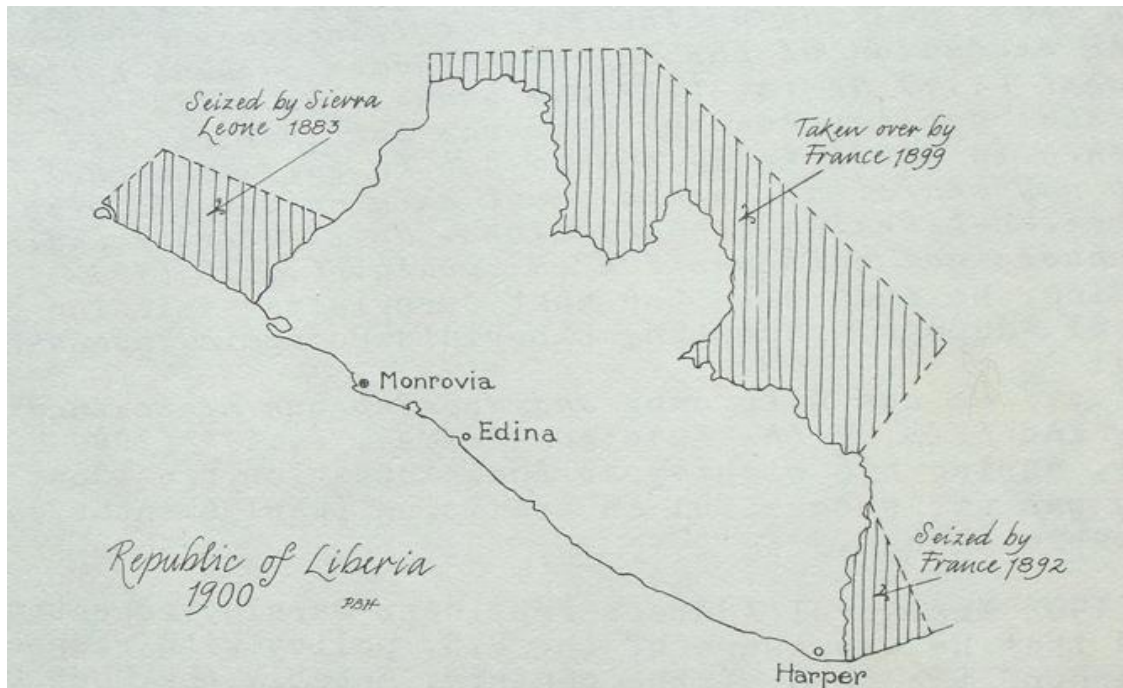 Seized by Sierra
Leone 1883
Taken over by
France 1899
Monrovia
Edina
Republic of Liberia
1900
PBH
Seized by
France 1892
Harper